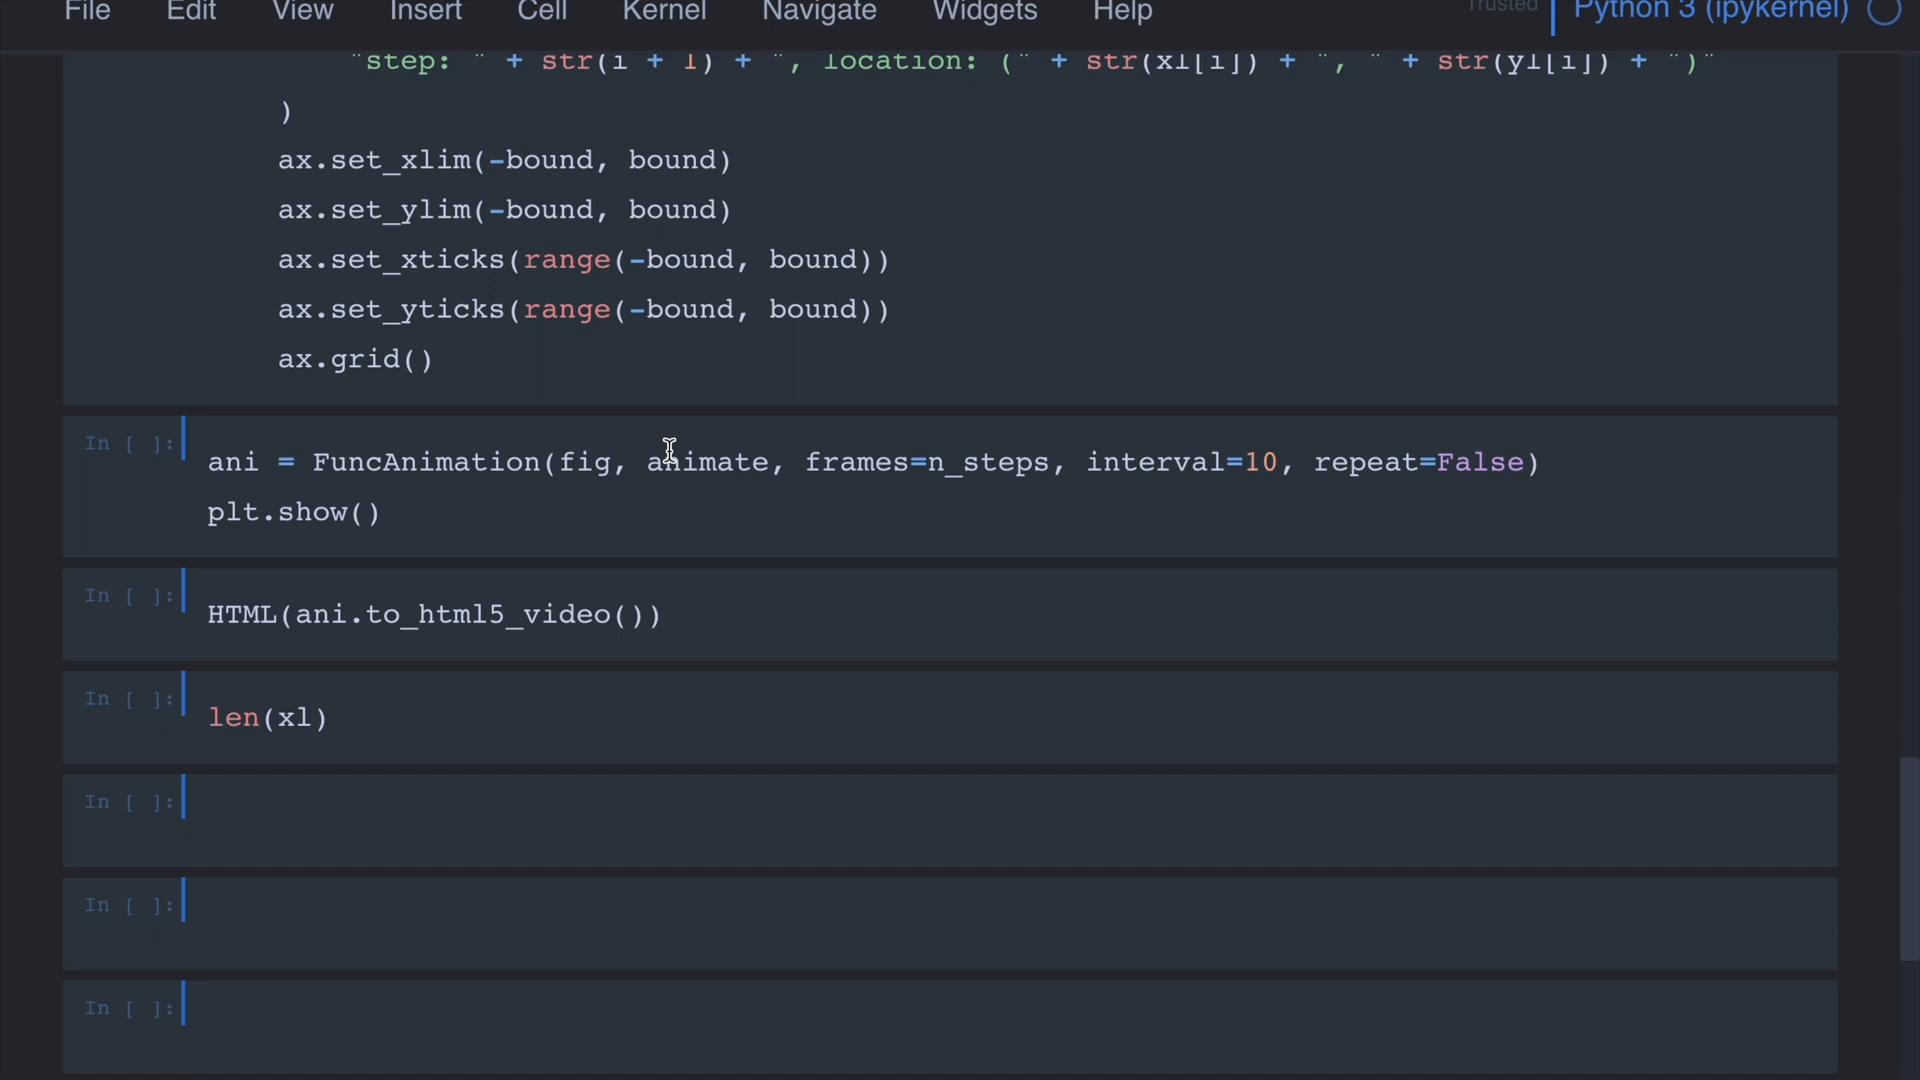 File Edit View Insert Cell Kernel Navigate Widgets Help Trusted Python 3 (ipykernel)
"step: " + str(i + 1) + ", location: (" + str(xl[i]) + ", " + str(yl[i]) + ")"
)
ax.set_xlim(-bound, bound)
ax.set_ylim(-bound, bound)
ax.set_xticks(range(-bound, bound))
ax.set_yticks(range(-bound, bound))
ax.grid()
In [ ]:
ani = FuncAnimation(fig, animate, frames=n_steps, interval=10, repeat=False)
plt.show()
In [ ]:
HTML(ani.to_html5_video())
In [ ]:
len(xl)
In [ ]:
In [ ]:
In [ ]: